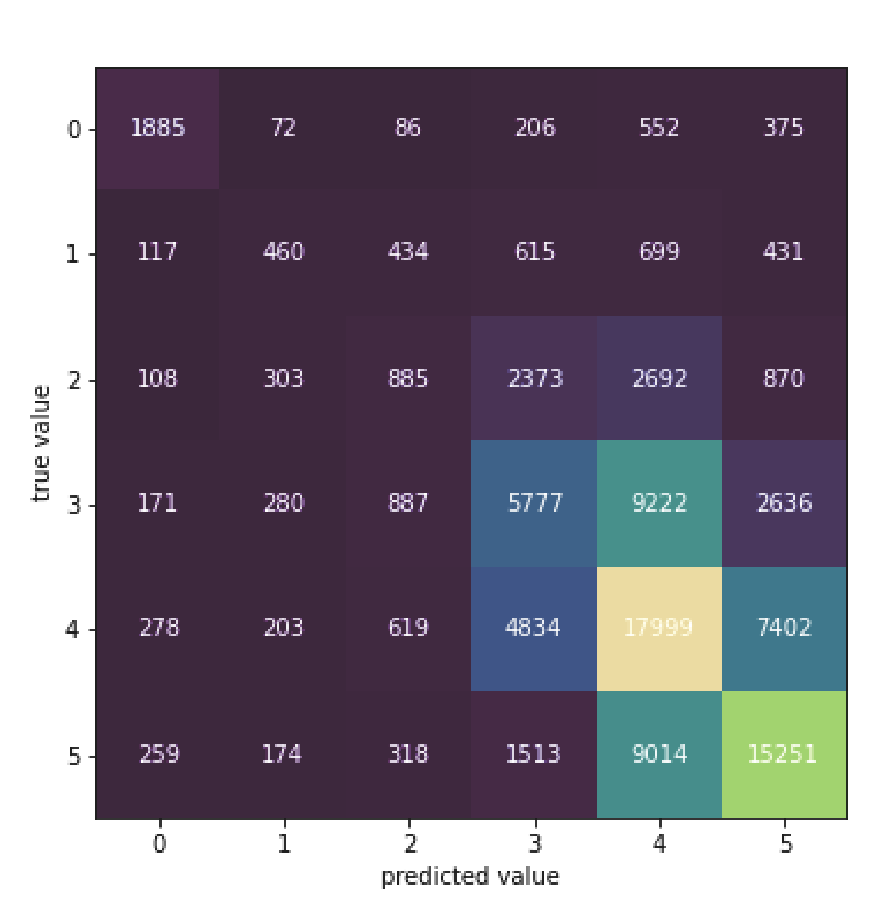 0 1885 72 86 206 552 375
1 117 460 434 615 699 431
2 108 303 885 2373 2692 870
3 171 280 887 5777 9222 2636
4 278 203 619 4834 17999 7402
5 259 174 318 1513 9014 15251
0 1 2 3 4 5
predicted value
true value